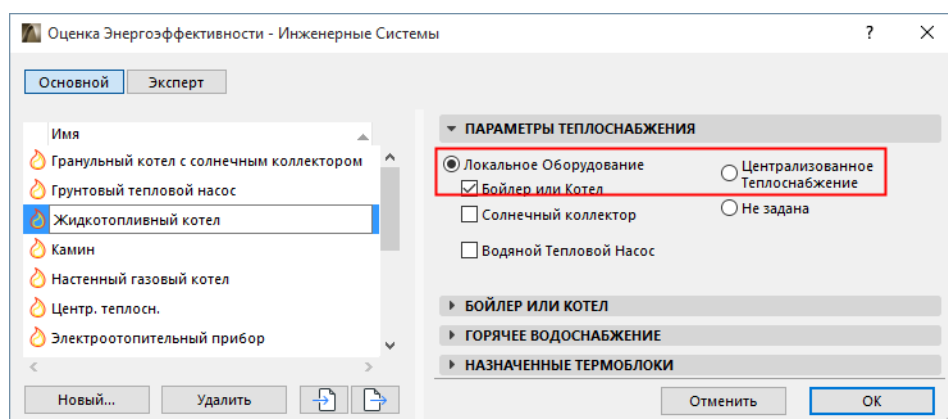 Оценка Энергоэффективности - Инженерные Системы
?
Основной
Эксперт
Имя
Гранульный котел с солнечным коллектором
Грунтовый тепловой насос
Жидкотопливный котел
Камин
Настенный газовый котел
Центр. теплосн.
Электроотопительный прибор
Новый...
Удалить
ПАРАМЕТРЫ ТЕПЛОСНАБЖЕНИЯ
Локальное Оборудование
Бойлер или Котел
Солнечный коллектор
Водяной Тепловой Насос
Централизованное
Теплоснабжение
Не задана
БОЙЛЕР ИЛИ КОТЕЛ
ГОРЯЧЕЕ ВОДОСНАБЖЕНИЕ
НАЗНАЧЕННЫЕ ТЕРМОБЛОКИ
Отменить
ОК